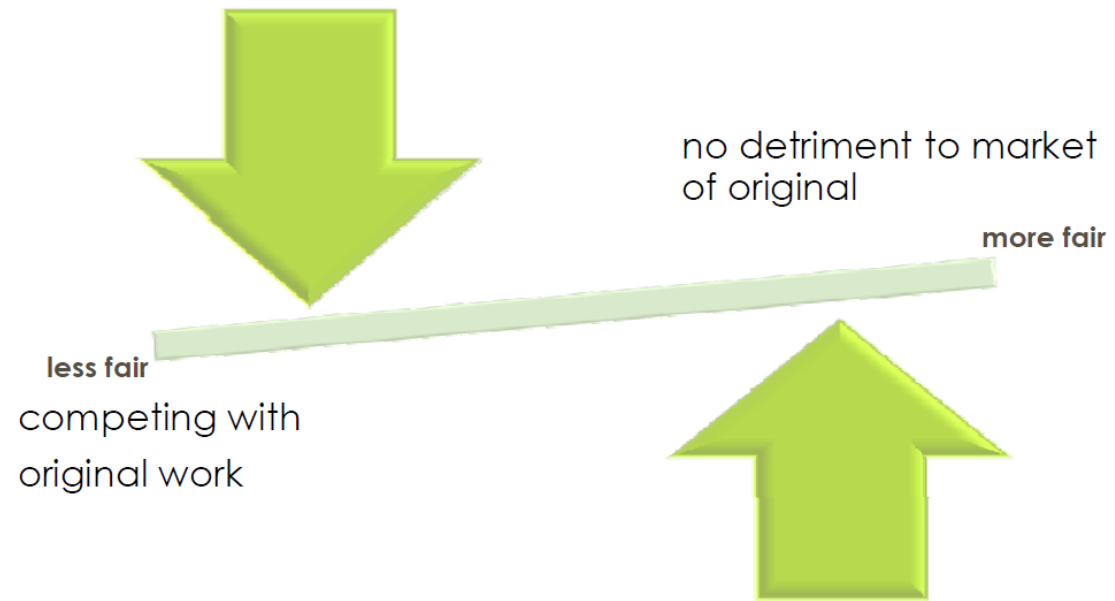 no detriment to market
of original
more fair
less fair
competing with
original work